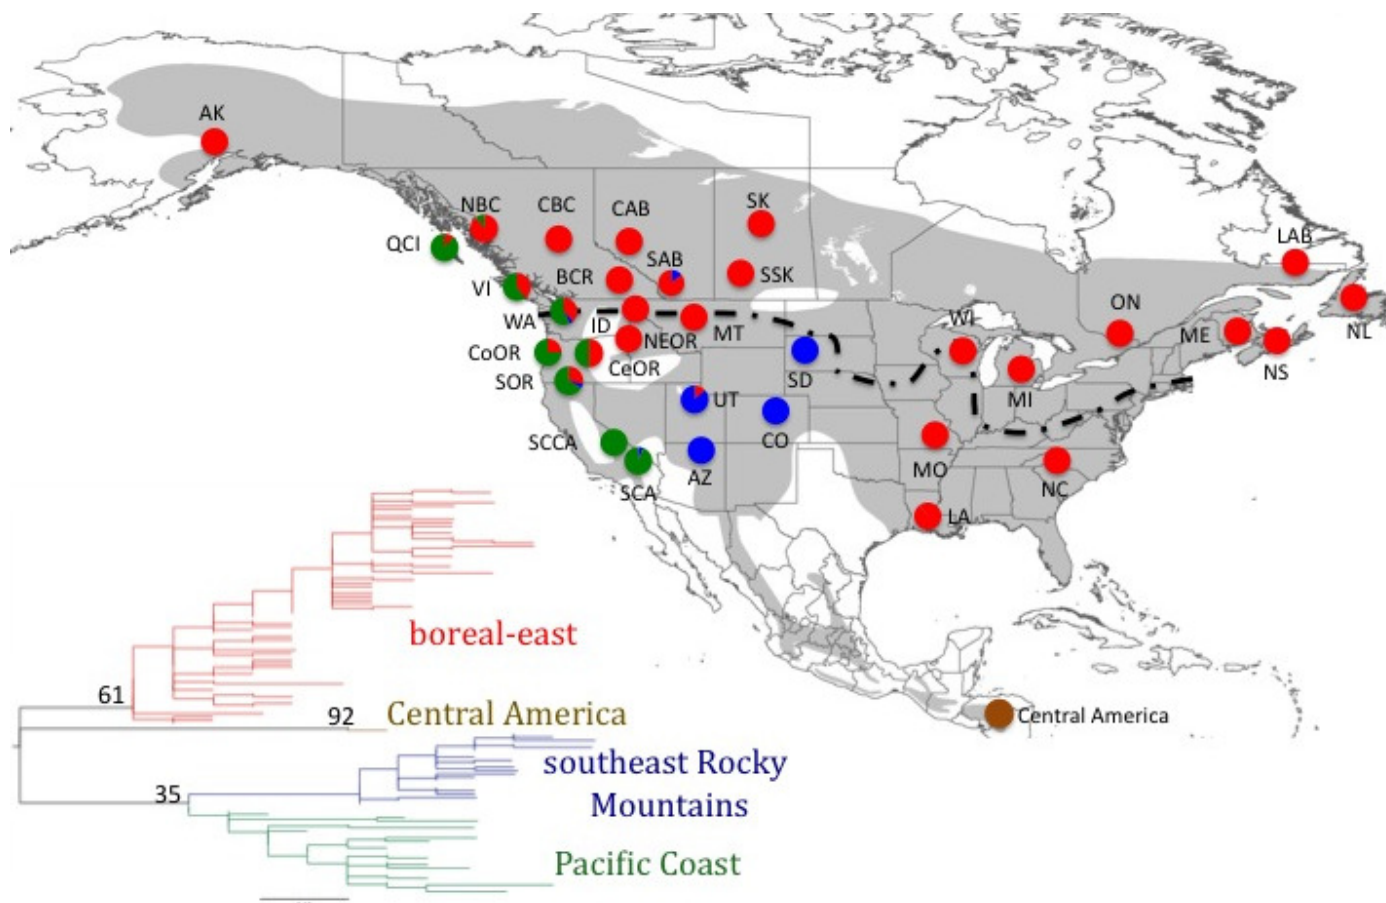 AK
NBC
CBC
CAB
SK
QCI
SAB
LAB
BCR
SSK
VI
ON
WA
ID
MT
WI
ME
NL
CoOR
NEOR
NS
CeOR
SOR
SD
MI
UT
SCCA
CO
AZ
MO
SCA
NC
LA
boreal-east
61
92
Central America
Central America
southeast Rocky
Mountains
35
Pacific Coast